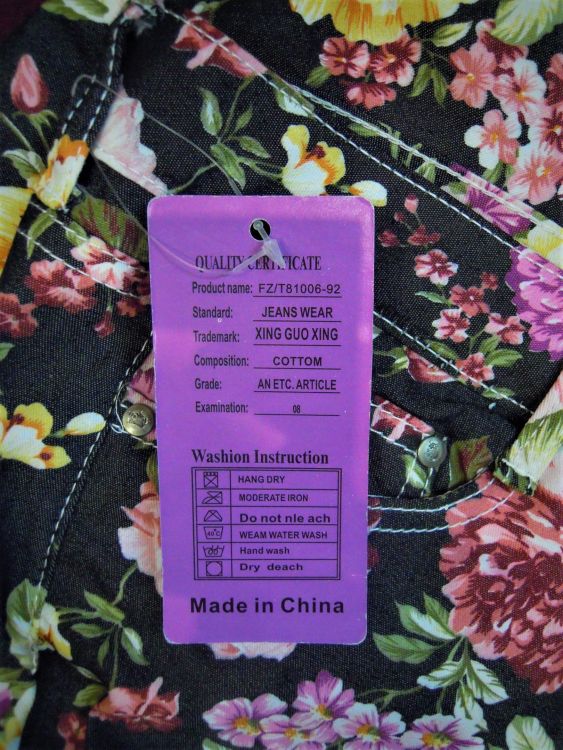 QUALITY CERTIFICATE
Product name: FZ/T81006-92
Standard: JEANS WEAR
Trademark: XING GUO XING
Composition: COTTOM
Grade: AN ETC. ARTICLE
Examination: 08
Washion Instruction
HANG DRY
MODERATE IRON
Do not nle ach
40°C WEAM WATER WASH
Hand wash
Dry deach
Made in China